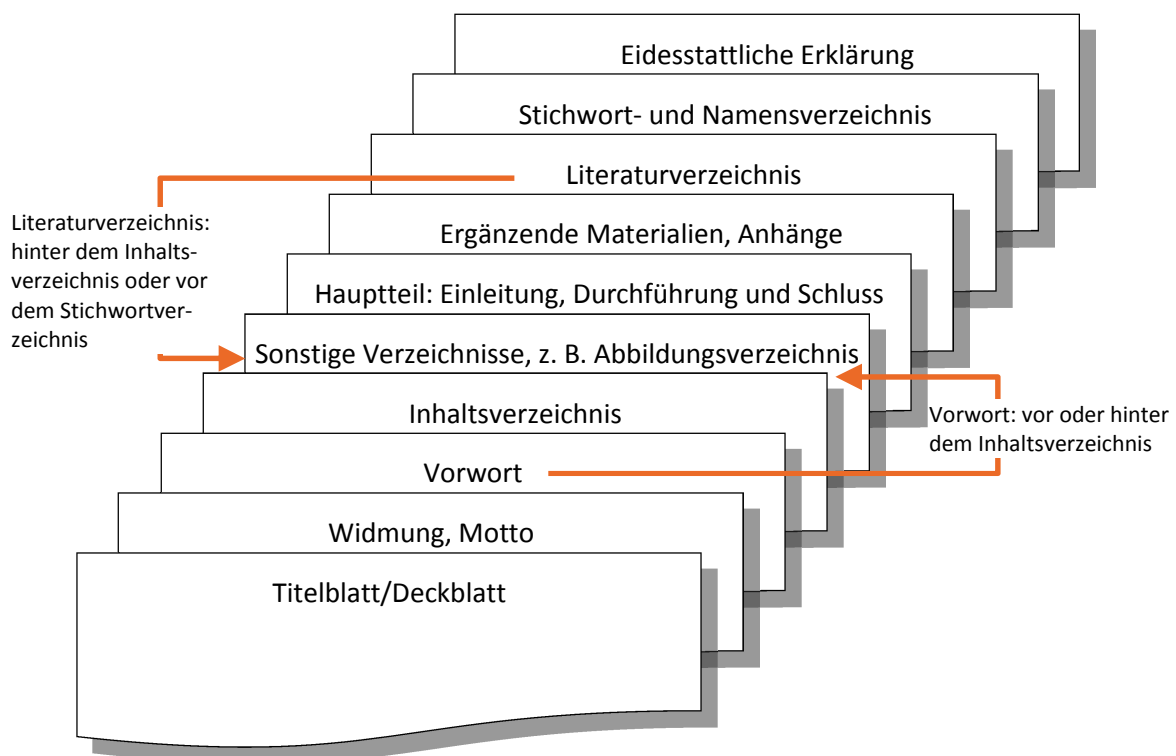 Eidesstattliche Erklärung
Stichwort- und Namensverzeichnis
Literaturverzeichnis
Literaturverzeichnis:
hinter dem Inhalts-
verzeichnis oder vor
dem Stichwortver-
zeichnis
Ergänzende Materialien, Anhänge
Hauptteil: Einleitung, Durchführung und Schluss
Sonstige Verzeichnisse, z. B. Abbildungsverzeichnis
Inhaltsverzeichnis
Vorwort: vor oder hinter
dem Inhaltsverzeichnis
Vorwort
Widmung, Motto
Titelblatt/Deckblatt